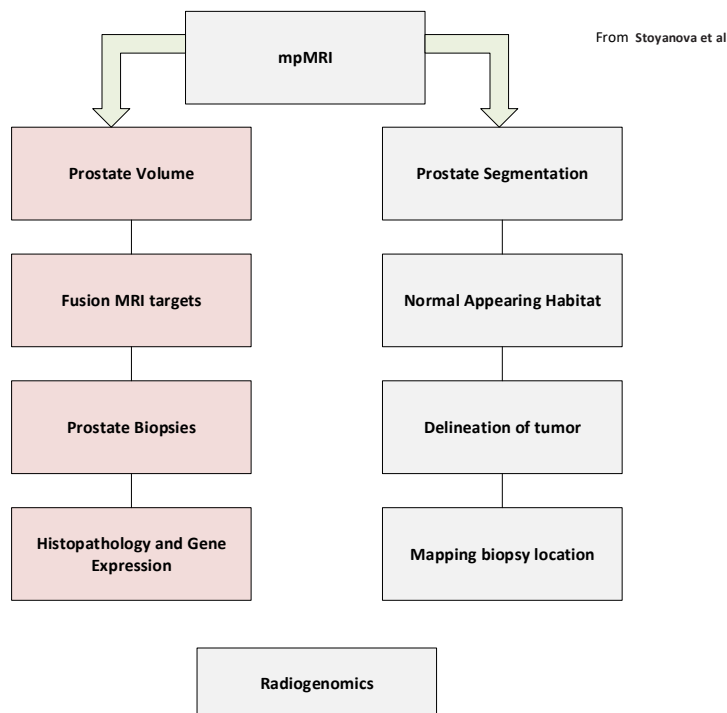 mpMRI
From Stoyanova et al
Prostate Volume
Prostate Segmentation
Fusion MRI targets
Normal Appearing Habitat
Prostate Biopsies
Delineation of tumor
Histopathology and Gene
Expression
Mapping biopsy location
Radiogenomics